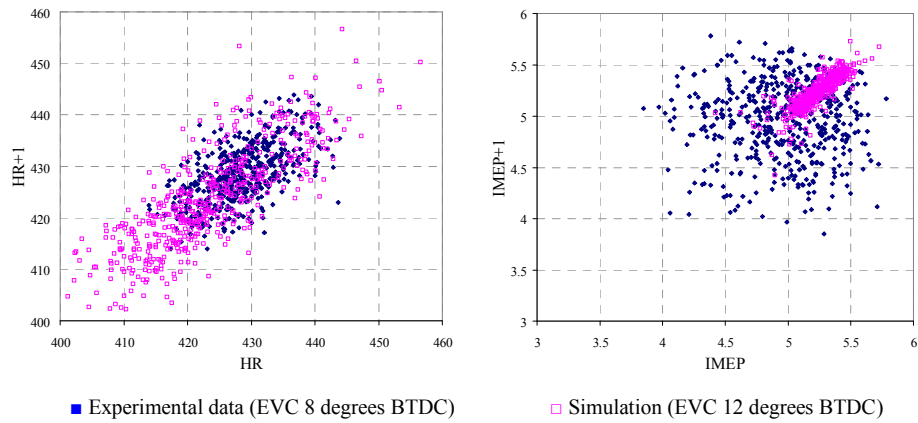 460
450
440
430
420
410
400
HR+1
400 410 420 430 440 450 460
HR
6
5.5
5
4.5
4
3.5
3
IMEP+1
3 3.5 4 4.5 5 5.5 6
IMEP
Experimental data (EVC 8 degrees BTDC)
Simulation (EVC 12 degrees BTDC)